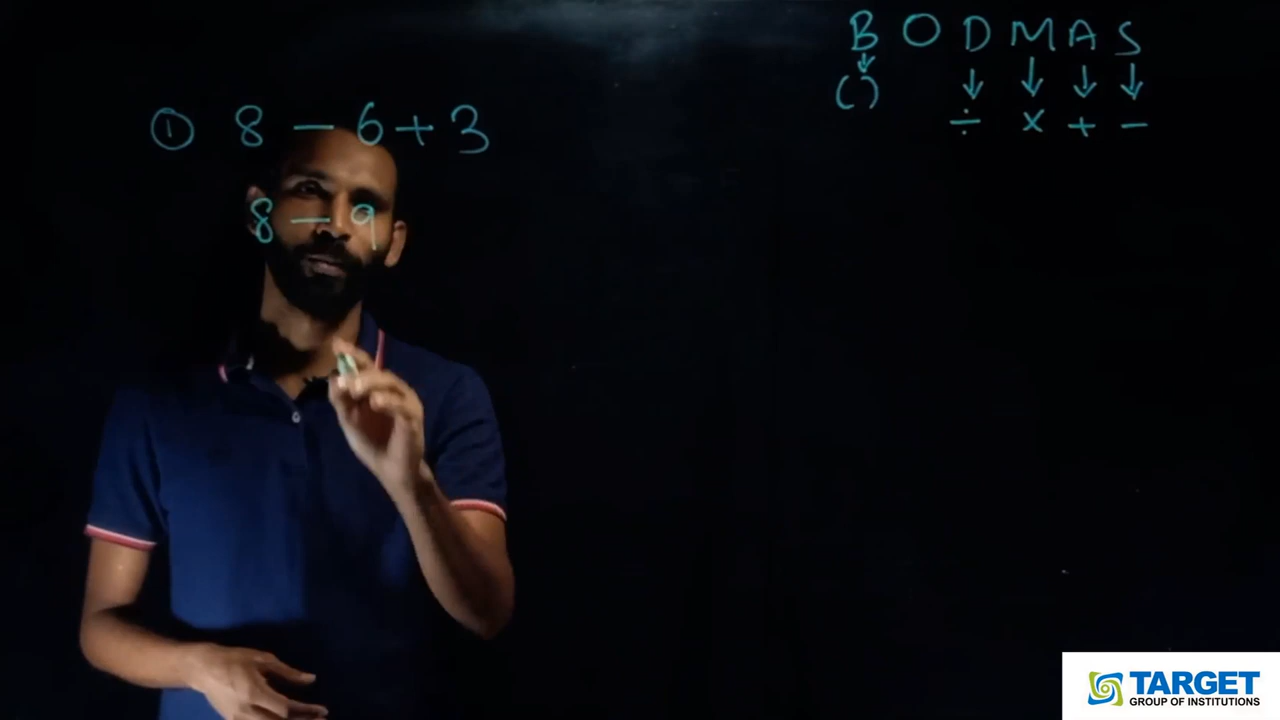 B O D M A S
↓ ↓ ↓ ↓ ↓
( ) ÷ × + −
① 8 − 6 + 3
8 − 9
TARGET
GROUP OF INSTITUTIONS